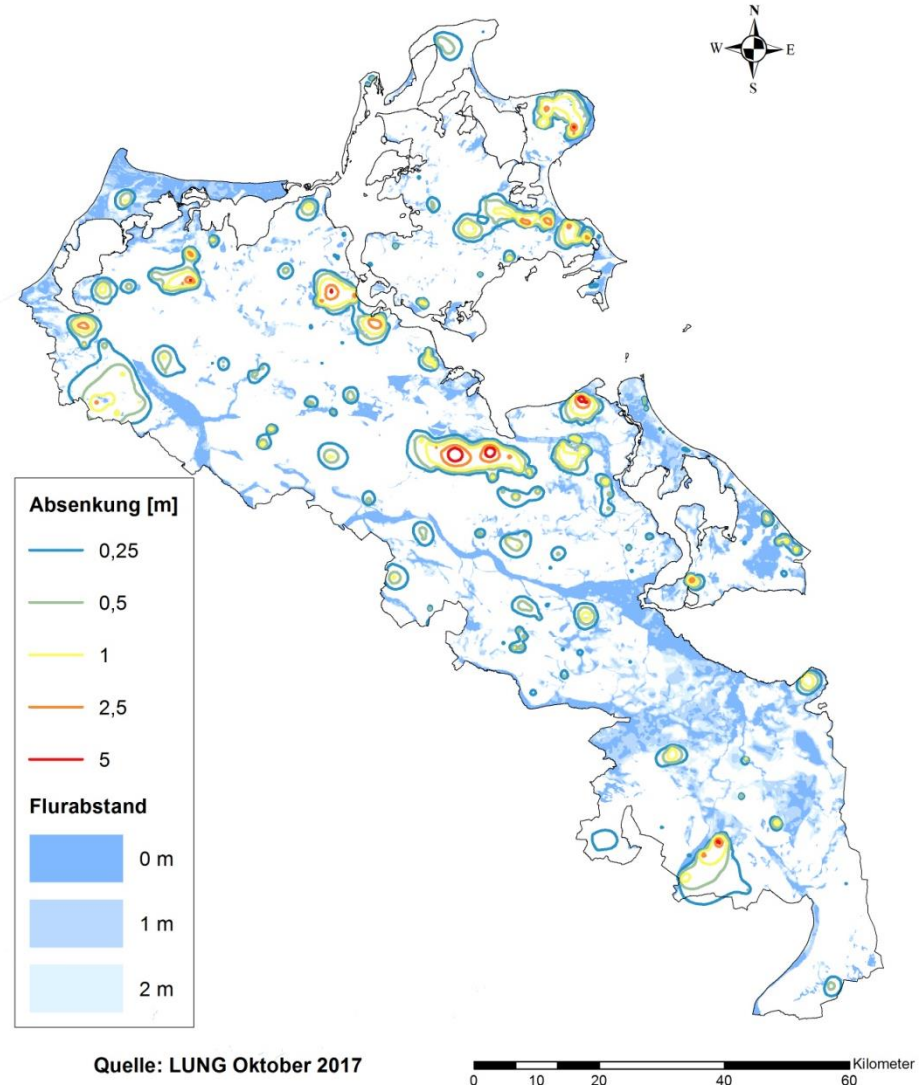 N
W E
S
Absenkung [m]
0,25
0,5
1
2,5
5
Flurabstand
0 m
1 m
2 m
Quelle: LUNG Oktober 2017
Kilometer
0 10 20 40 60